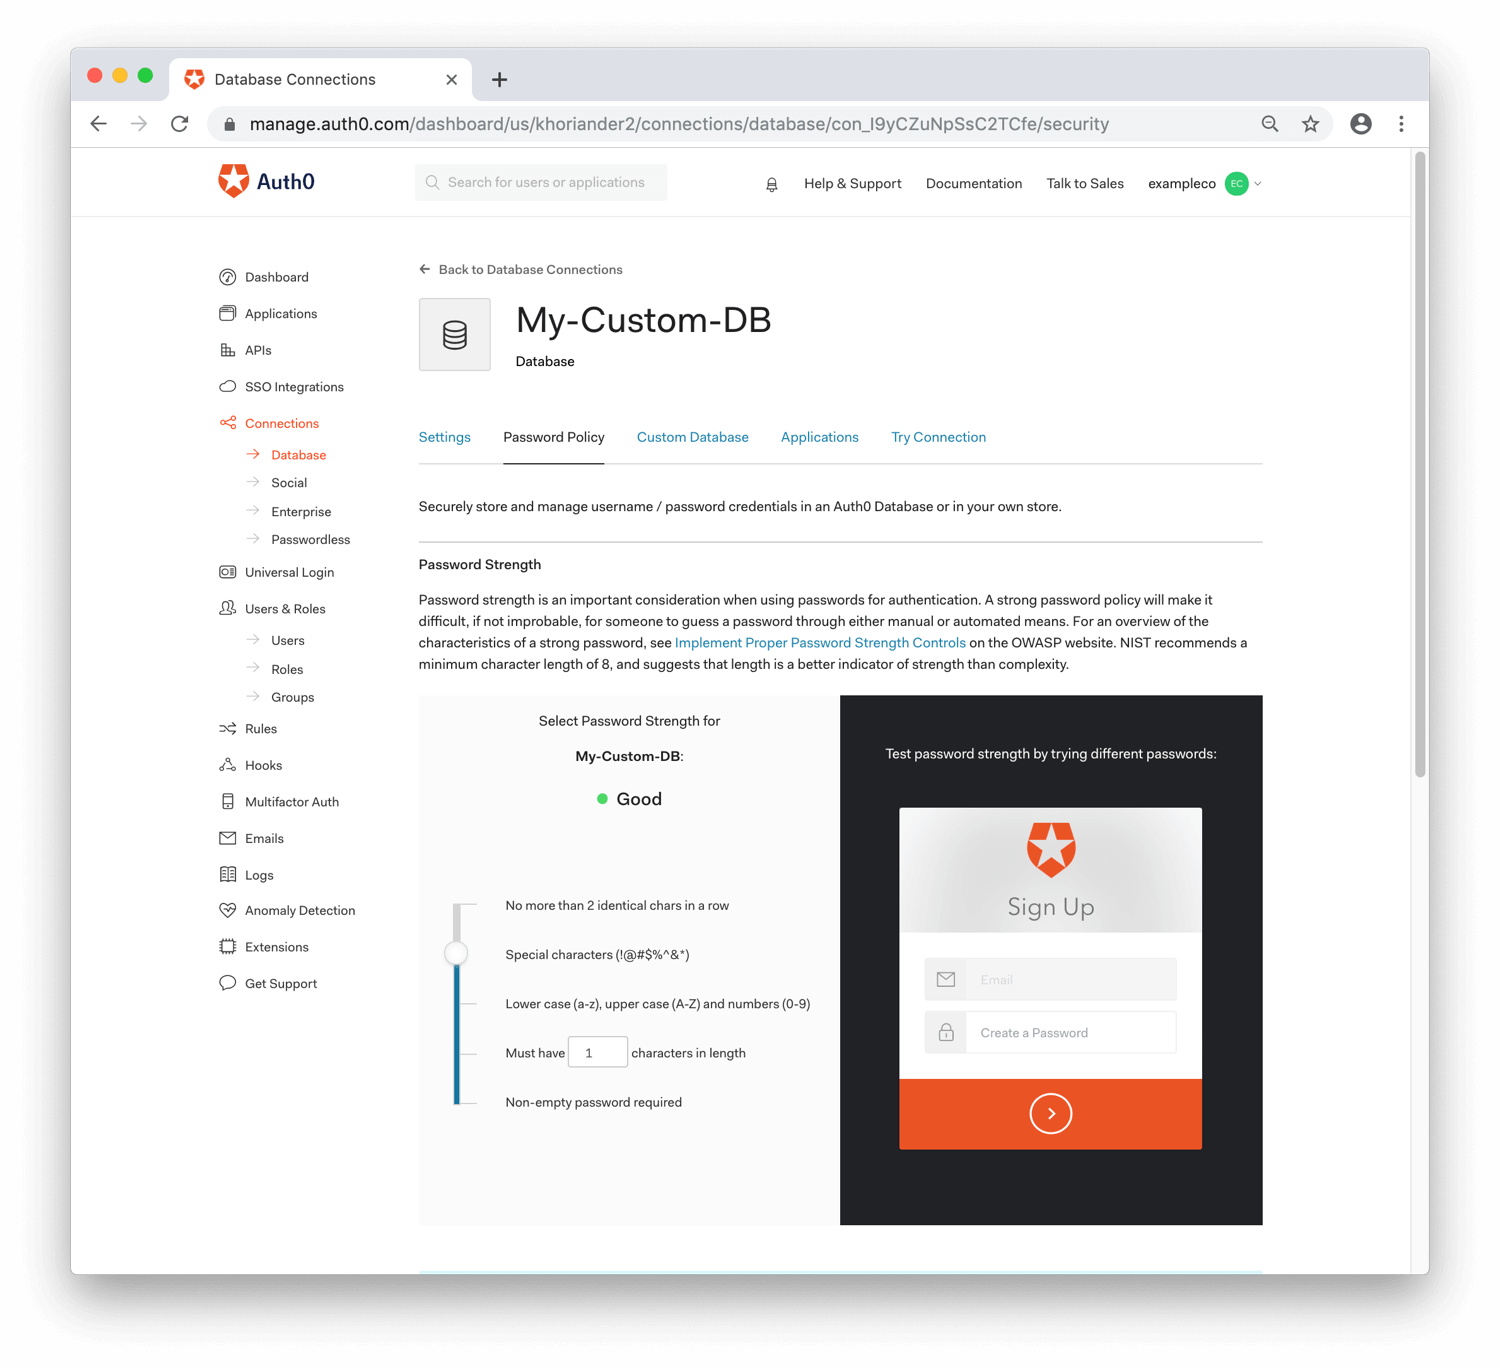 Database Connections
manage.auth0.com/dashboard/us/khoriander2/connections/database/con_I9yCZuNpSsC2TCfe/security
Auth0
Search for users or applications
Help & Support
Documentation
Talk to Sales
exampleco
EC
Dashboard
Applications
APIs
SSO Integrations
Connections
Database
Social
Enterprise
Passwordless
Universal Login
Users & Roles
Users
Roles
Groups
Rules
Hooks
Multifactor Auth
Emails
Logs
Anomaly Detection
Extensions
Get Support
Back to Database Connections
My-Custom-DB
Database
Settings
Password Policy
Custom Database
Applications
Try Connection
Securely store and manage username / password credentials in an Auth0 Database or in your own store.
Password Strength
Password strength is an important consideration when using passwords for authentication. A strong password policy will make it
difficult, if not improbable, for someone to guess a password through either manual or automated means. For an overview of the
characteristics of a strong password, see Implement Proper Password Strength Controls on the OWASP website. NIST recommends a
minimum character length of 8, and suggests that length is a better indicator of strength than complexity.
Select Password Strength for
My-Custom-DB:
Good
No more than 2 identical chars in a row
Special characters (!@#$%^&*)
Lower case (a-z), upper case (A-Z) and numbers (0-9)
Must have 1 characters in length
Non-empty password required
Test password strength by trying different passwords:
Sign Up
Email
Create a Password